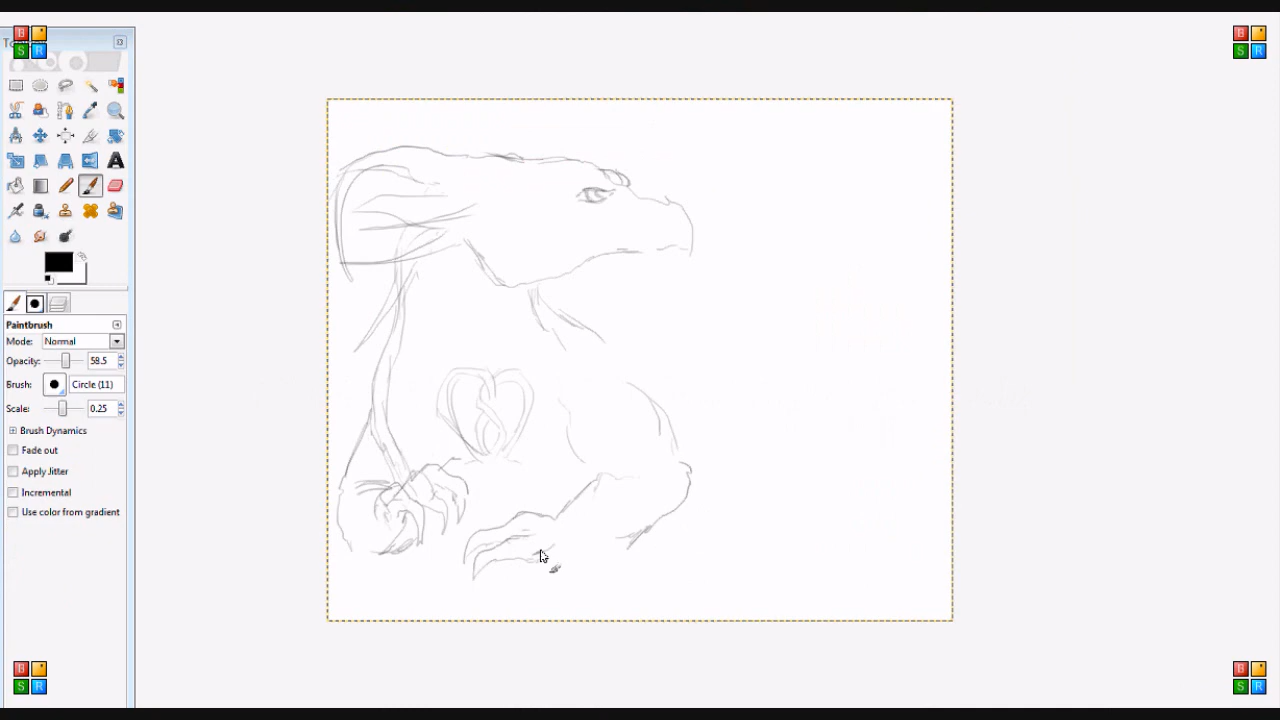 B
S R
B
S R
Paintbrush
Mode: Normal
Opacity: 58.5
Brush: Circle (11)
Scale: 0.25
Brush Dynamics
Fade out
Apply Jitter
Incremental
Use color from gradient
B
S R
B
S R